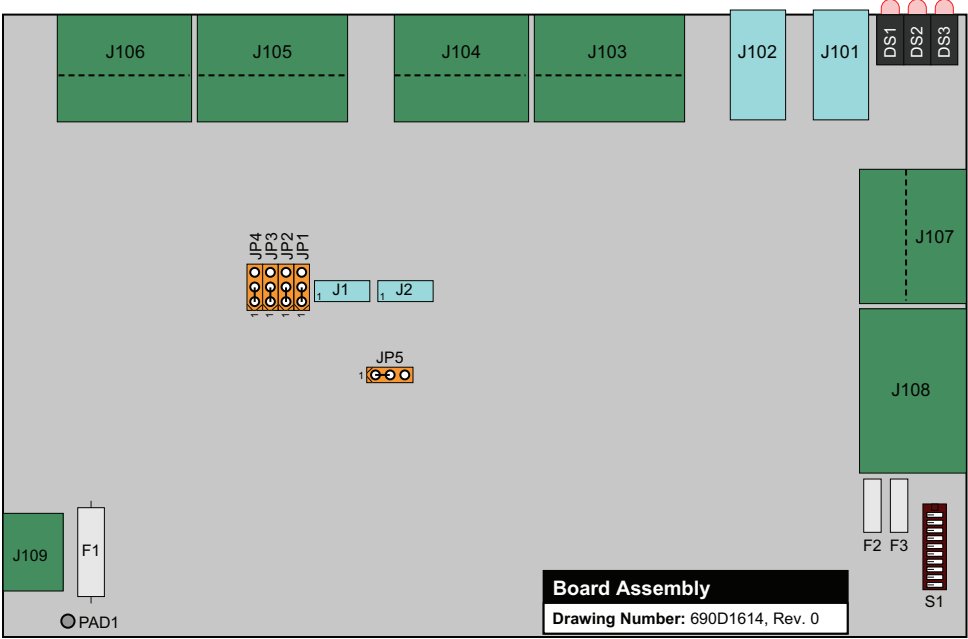 J106
J105
J104
J103
J102
J101
DS1
DS2
DS3
J107
JP4
JP3
JP2
JP1
1
J1
1
J2
1
1
1
1
JP5
1
J108
J109
F1
F2
F3
S1
PAD1
Board Assembly
Drawing Number: 690D1614, Rev. 0